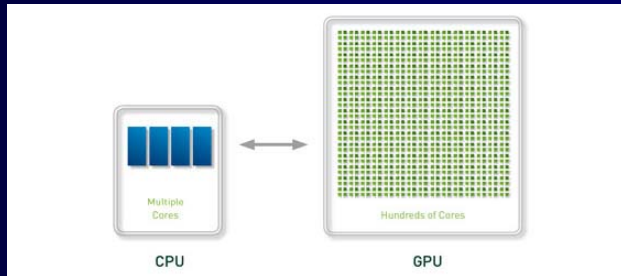 Multiple
Cores
Hundreds of Cores
CPU
GPU